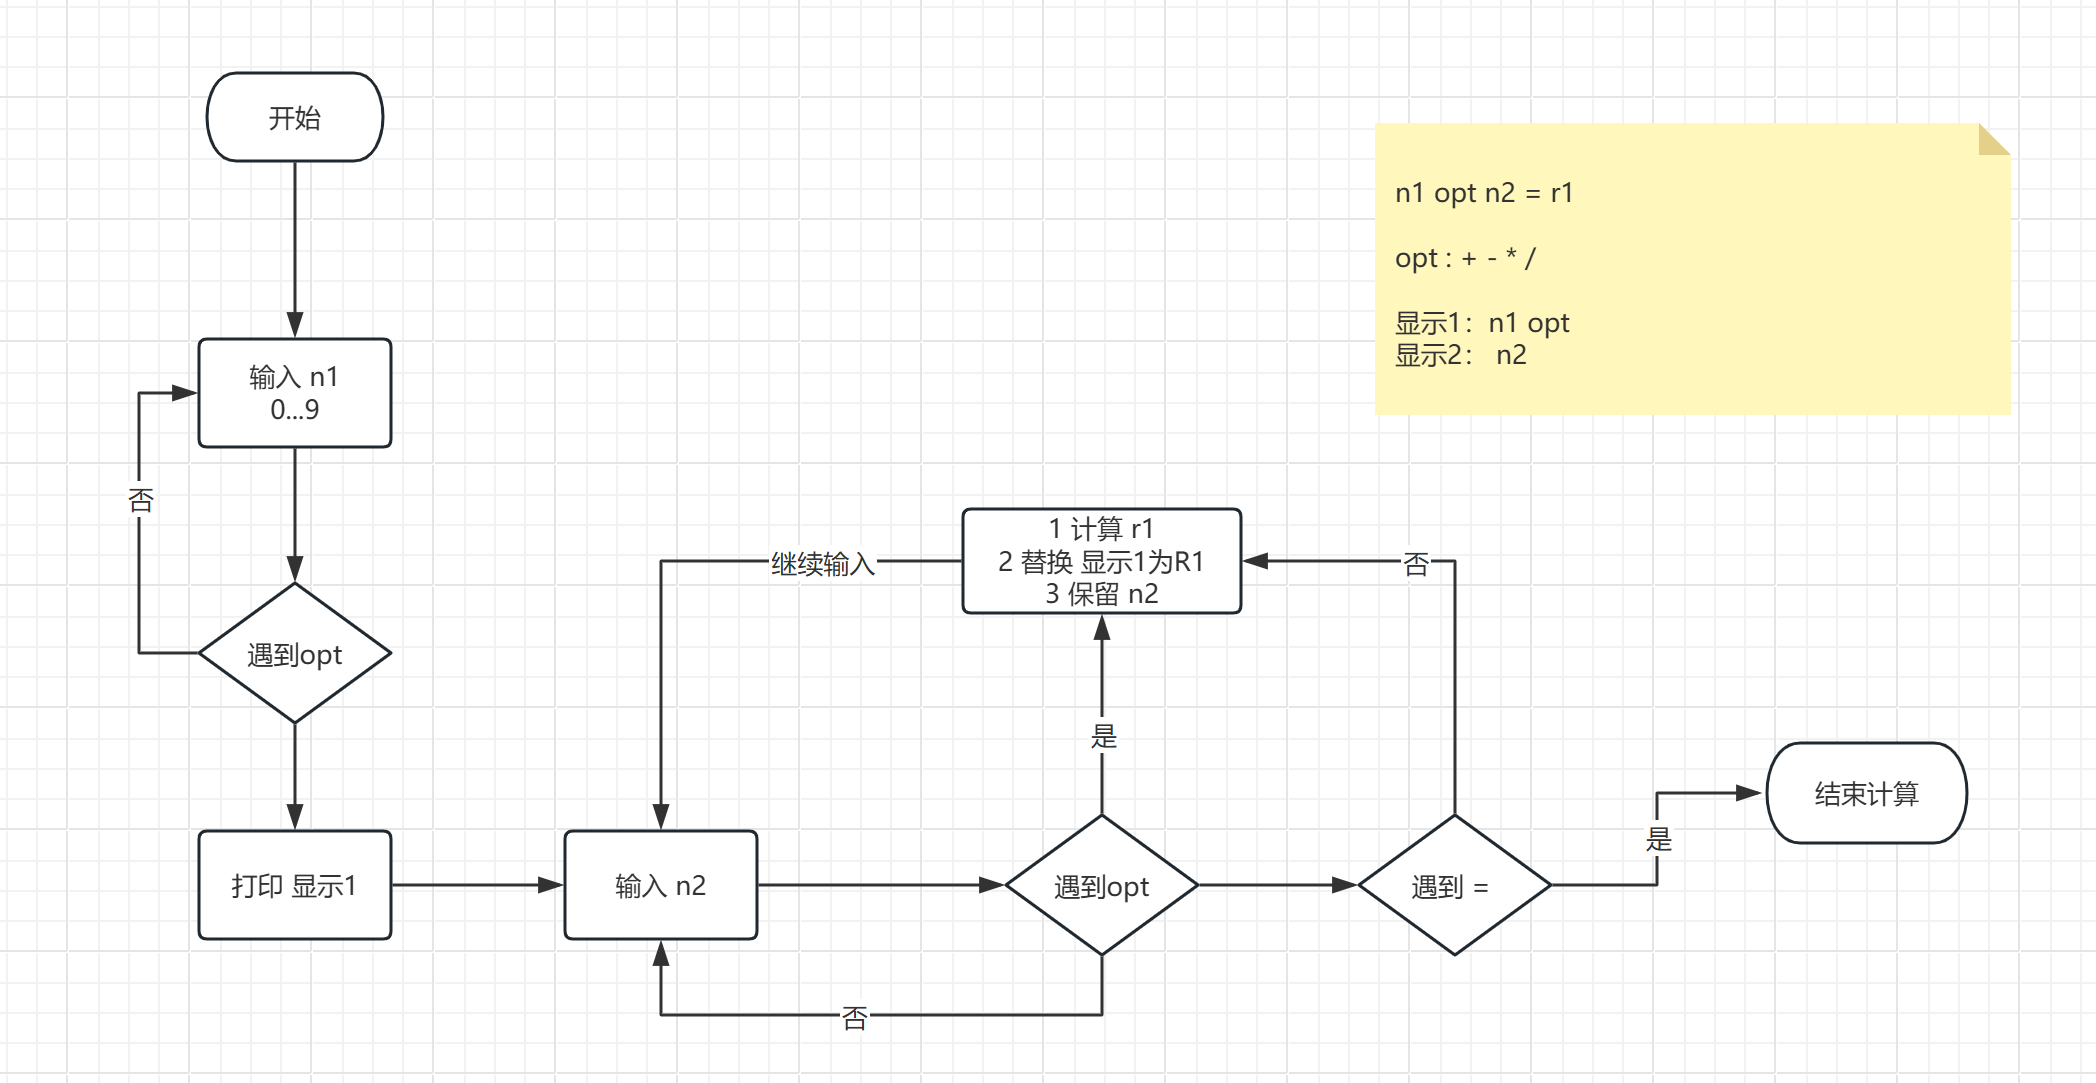 开始
n1 opt n2 = r1
opt : + - * /
显示1：n1 opt
显示2： n2
输入 n1
0...9
否
遇到opt
打印 显示1
输入 n2
继续输入
1 计算 r1
2 替换 显示1为R1
3 保留 n2
否
是
遇到opt
遇到 =
是
结束计算
否